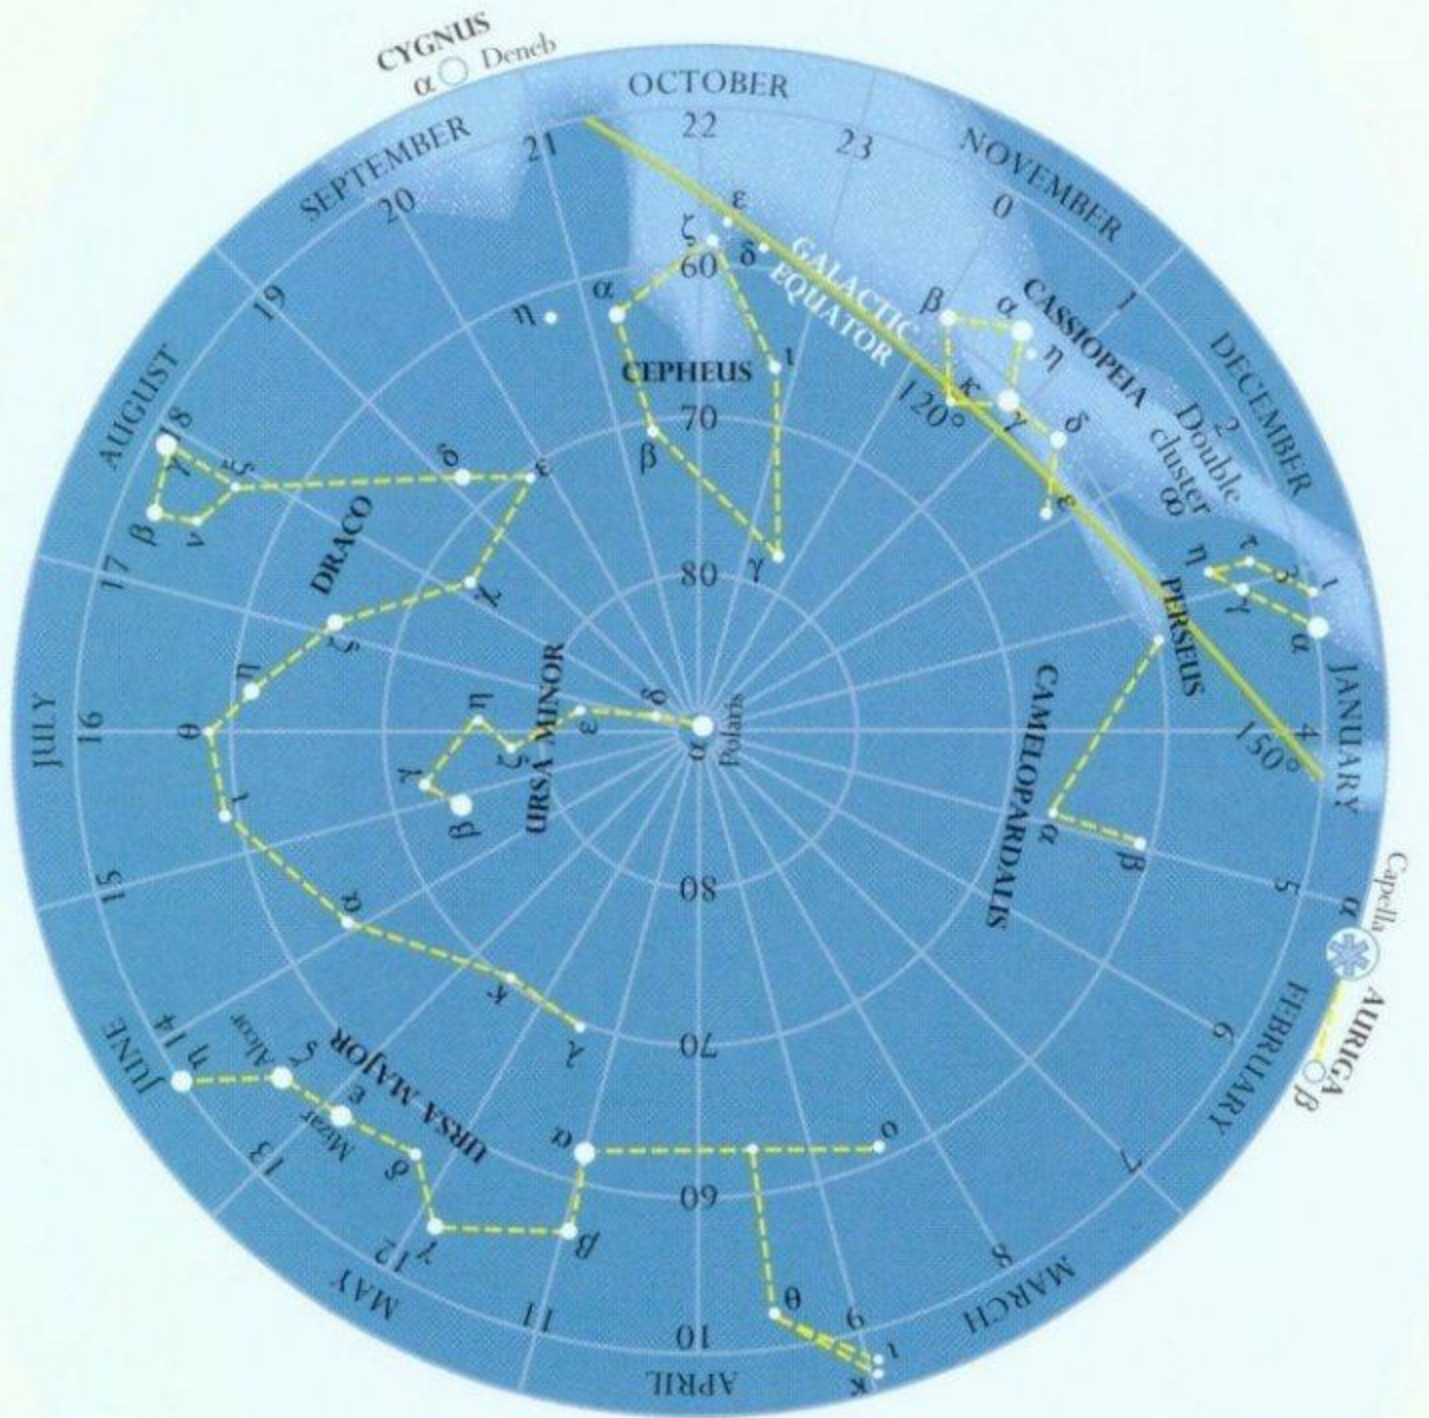 CYGNUS
α Deneb
OCTOBER
22
23
NOVEMBER
0
1
DECEMBER
2
JANUARY
4
5
FEBRUARY
6
7
MARCH
8
9
APRIL
10
11
MAY
12
13
JUNE
14
15
JULY
16
17
AUGUST
18
19
SEPTEMBER
20
21
ε
ζ
δ
60
α
η
ι
CEPHEUS
70
β
γ
80
GALACTIC
EQUATOR
120°
150°
β
α
CASSIOPEIA
η
κ
γ
δ
ε
Double
cluster
η
τ
3
ι
γ
α
PERSEUS
CAMELOPARDALIS
α
β
Capella
α
AURIGA
β
γ
ξ
β
ν
δ
ε
DRACO
χ
ζ
η
θ
ι
α
κ
λ
URSA MINOR
η
ζ
ε
δ
γ
β
α
Polaris
80
70
60
URSA MAJOR
η
Alcor
ζ
ε
Mizar
δ
γ
α
β
ο
θ
ι
κ